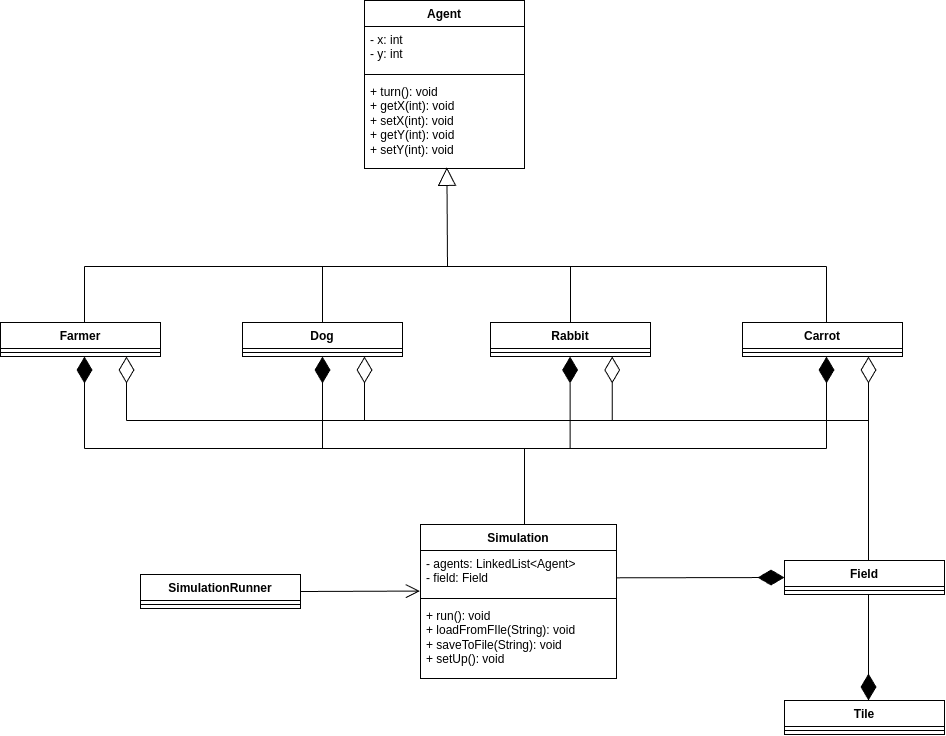 Agent
- x: int
- y: int
+ turn(): void
+ getX(int): void
+ setX(int): void
+ getY(int): void
+ setY(int): void
Farmer
Dog
Rabbit
Carrot
Simulation
- agents: LinkedList<Agent>
- field: Field
+ run(): void
+ loadFromFIle(String): void
+ saveToFile(String): void
+ setUp(): void
SimulationRunner
Field
Tile